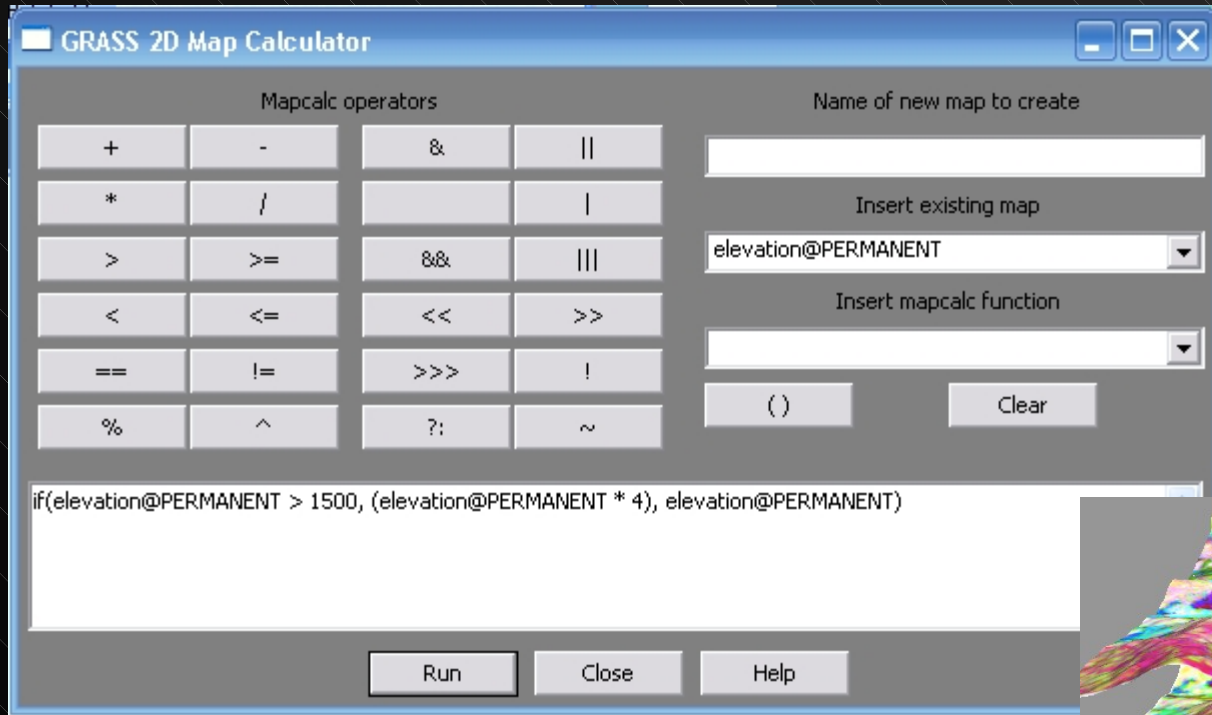 GRASS 2D Map Calculator
Mapcalc operators
+ - & ||
* / |
> >= && |||
< <= << >>
== != >>> !
% ^ ?: ~
Name of new map to create
Insert existing map
elevation@PERMANENT
Insert mapcalc function
() Clear
if(elevation@PERMANENT > 1500, (elevation@PERMANENT * 4), elevation@PERMANENT)
Run Close Help